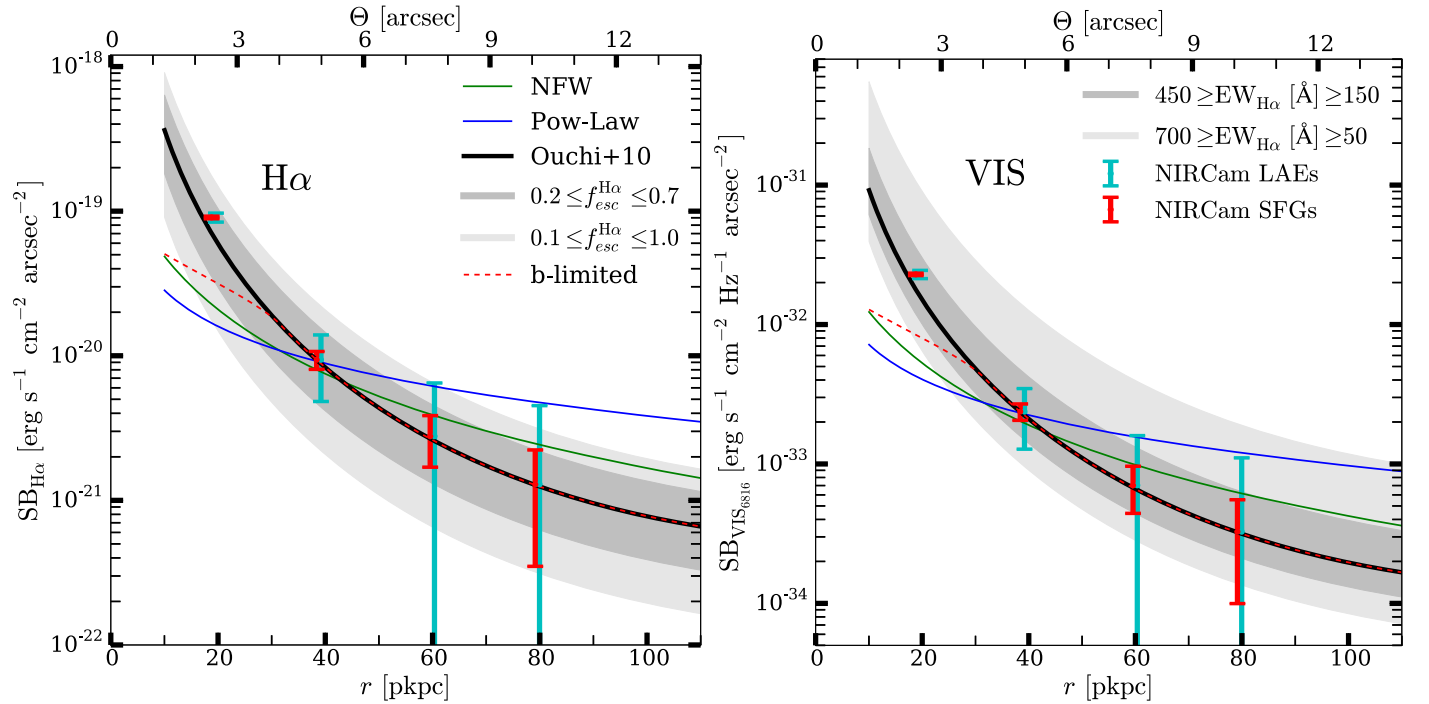 Θ [arcsec]
0 3 6 9 12
10⁻¹⁸
10⁻¹⁹
10⁻²⁰
10⁻²¹
10⁻²²
SB_Hα [erg s⁻¹ cm⁻² arcsec⁻²]
Hα
NFW
Pow-Law
Ouchi+10
0.2 ≤ f_esc^Hα ≤ 0.7
0.1 ≤ f_esc^Hα ≤ 1.0
b-limited
0 20 40 60 80 100
r [pkpc]
Θ [arcsec]
0 3 6 9 12
10⁻³¹
10⁻³²
10⁻³³
10⁻³⁴
SB_VIS₆₈₁₆ [erg s⁻¹ cm⁻² Hz⁻¹ arcsec⁻²]
VIS
450 ≥EW_Hα [Å] ≥150
700 ≥EW_Hα [Å] ≥50
NIRCam LAEs
NIRCam SFGs
0 20 40 60 80 100
r [pkpc]